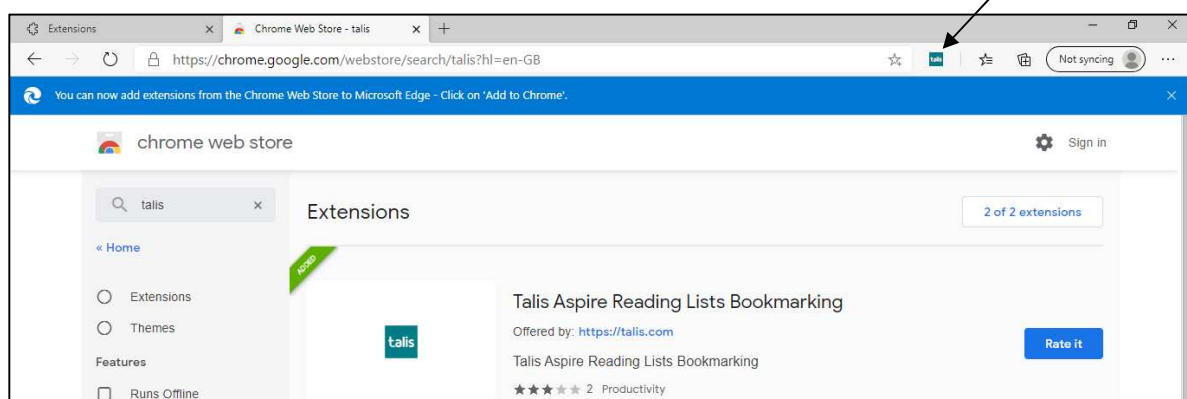 Extensions
Chrome Web Store - talis
https://chrome.google.com/webstore/search/talis?hl=en-GB
talis
Not syncing
You can now add extensions from the Chrome Web Store to Microsoft Edge - Click on 'Add to Chrome'.
chrome web store
Sign in
talis
Extensions
2 of 2 extensions
« Home
ADDED
Extensions
Themes
Features
Runs Offline
talis
Talis Aspire Reading Lists Bookmarking
Offered by: https://talis.com
Talis Aspire Reading Lists Bookmarking
2 Productivity
Rate it